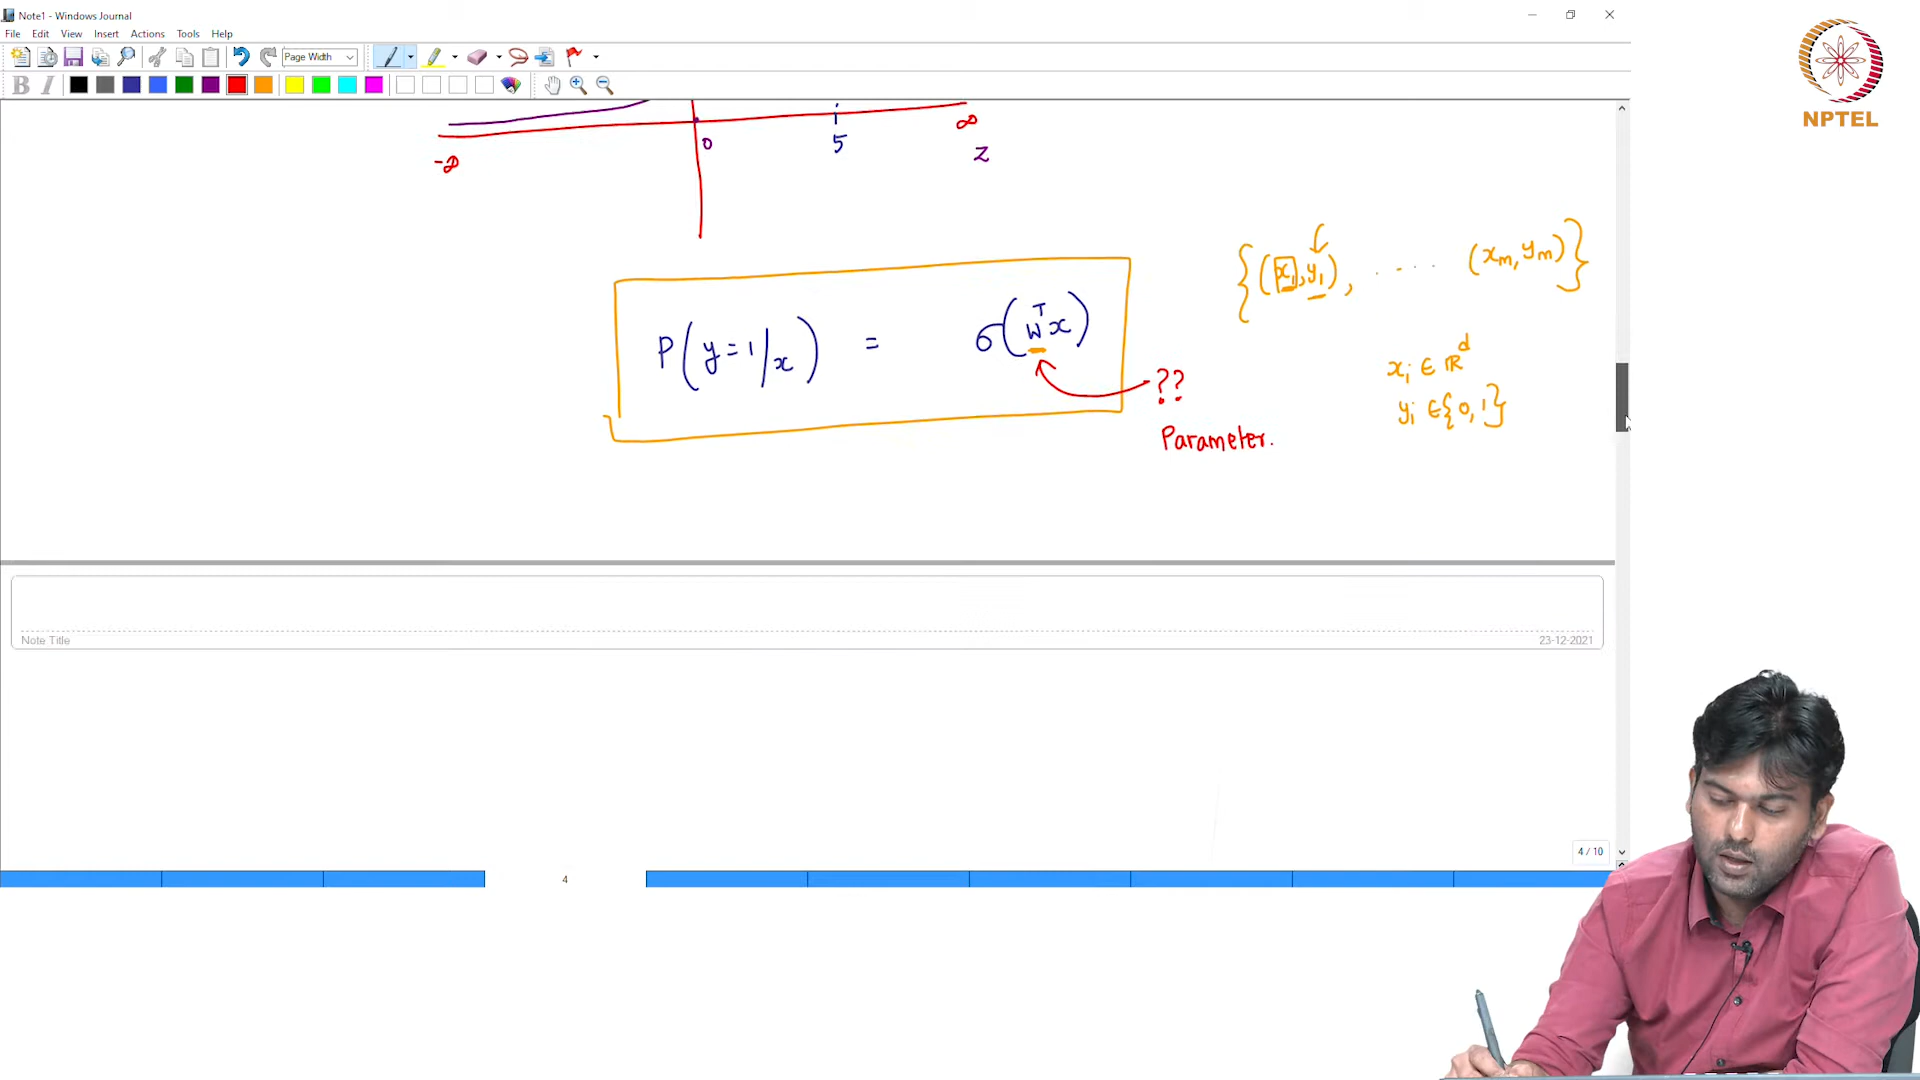 Note1 - Windows Journal
File Edit View Insert Actions Tools Help
Page Width
B I
NPTEL
-∞ 0 5 ∞
z
{(x₁, y₁), ..... (xₘ, yₘ)}
P(y=1/x) = σ(Wᵀx)
??
Parameter.
xᵢ ∈ ℝᵈ
yᵢ ∈ {0, 1}
Note Title 23-12-2021
4 / 10
4